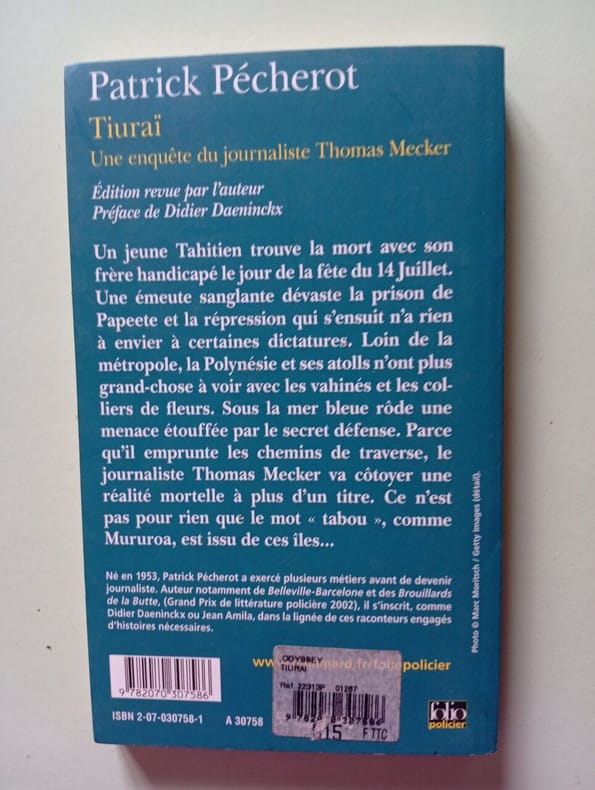 Patrick Pécherot
Tiuraï
Une enquête du journaliste Thomas Mecker
Édition revue par l'auteur
Préface de Didier Daeninckx
Un jeune Tahitien trouve la mort avec son
frère handicapé le jour de la fête du 14 Juillet.
Une émeute sanglante dévaste la prison de
Papeete et la répression qui s'ensuit n'a rien
à envier à certaines dictatures. Loin de la
métropole, la Polynésie et ses atolls n'ont plus
grand-chose à voir avec les vahinés et les col-
liers de fleurs. Sous la mer bleue rôde une
menace étouffée par le secret défense. Parce
qu'il emprunte les chemins de traverse, le
journaliste Thomas Mecker va côtoyer une
réalité mortelle à plus d'un titre. Ce n'est
pas pour rien que le mot « tabou », comme
Mururoa, est issu de ces îles...
Photo © Marc Moritsch / Getty Images (détail).
Né en 1953, Patrick Pécherot a exercé plusieurs métiers avant de devenir
journaliste. Auteur notamment de Belleville-Barcelone et des Brouillards
de la Butte, (Grand Prix de littérature policière 2002), il s'inscrit, comme
Didier Daeninckx ou Jean Amila, dans la lignée de ces raconteurs engagés
d'histoires nécessaires.
9 782070 307586
ISBN 2-07-030758-1 A 30758
ODYSSEY
TIURAI
Ref. 22313P 01267
F TTC
folio
policier